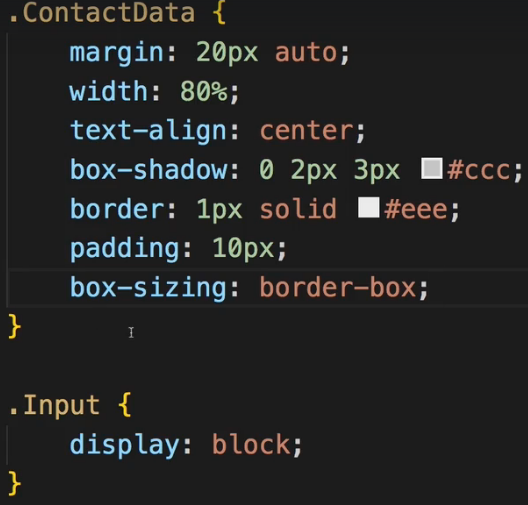 .ContactData {
margin: 20px auto;
width: 80%;
text-align: center;
box-shadow: 0 2px 3px #ccc;
border: 1px solid #eee;
padding: 10px;
box-sizing: border-box;
}
.Input {
display: block;
}